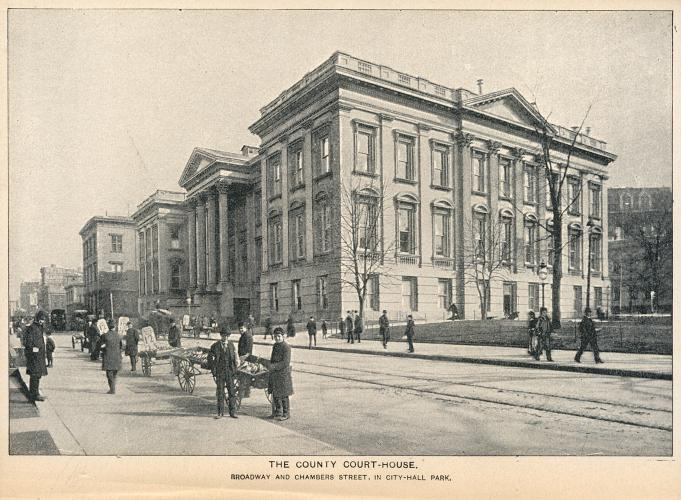 THE COUNTY COURT-HOUSE.
BROADWAY AND CHAMBERS STREET, IN CITY-HALL PARK.